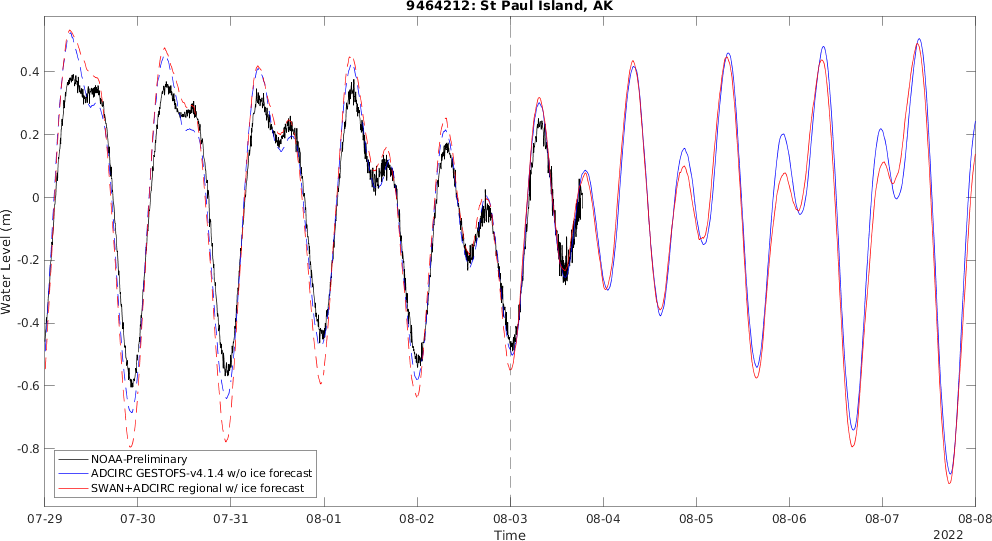 9464212: St Paul Island, AK
Water Level (m)
0.4
0.2
0
-0.2
-0.4
-0.6
-0.8
NOAA-Preliminary
ADCIRC GESTOFS-v4.1.4 w/o ice forecast
SWAN+ADCIRC regional w/ ice forecast
07-29 07-30 07-31 08-01 08-02 08-03 08-04 08-05 08-06 08-07 08-08
Time
2022